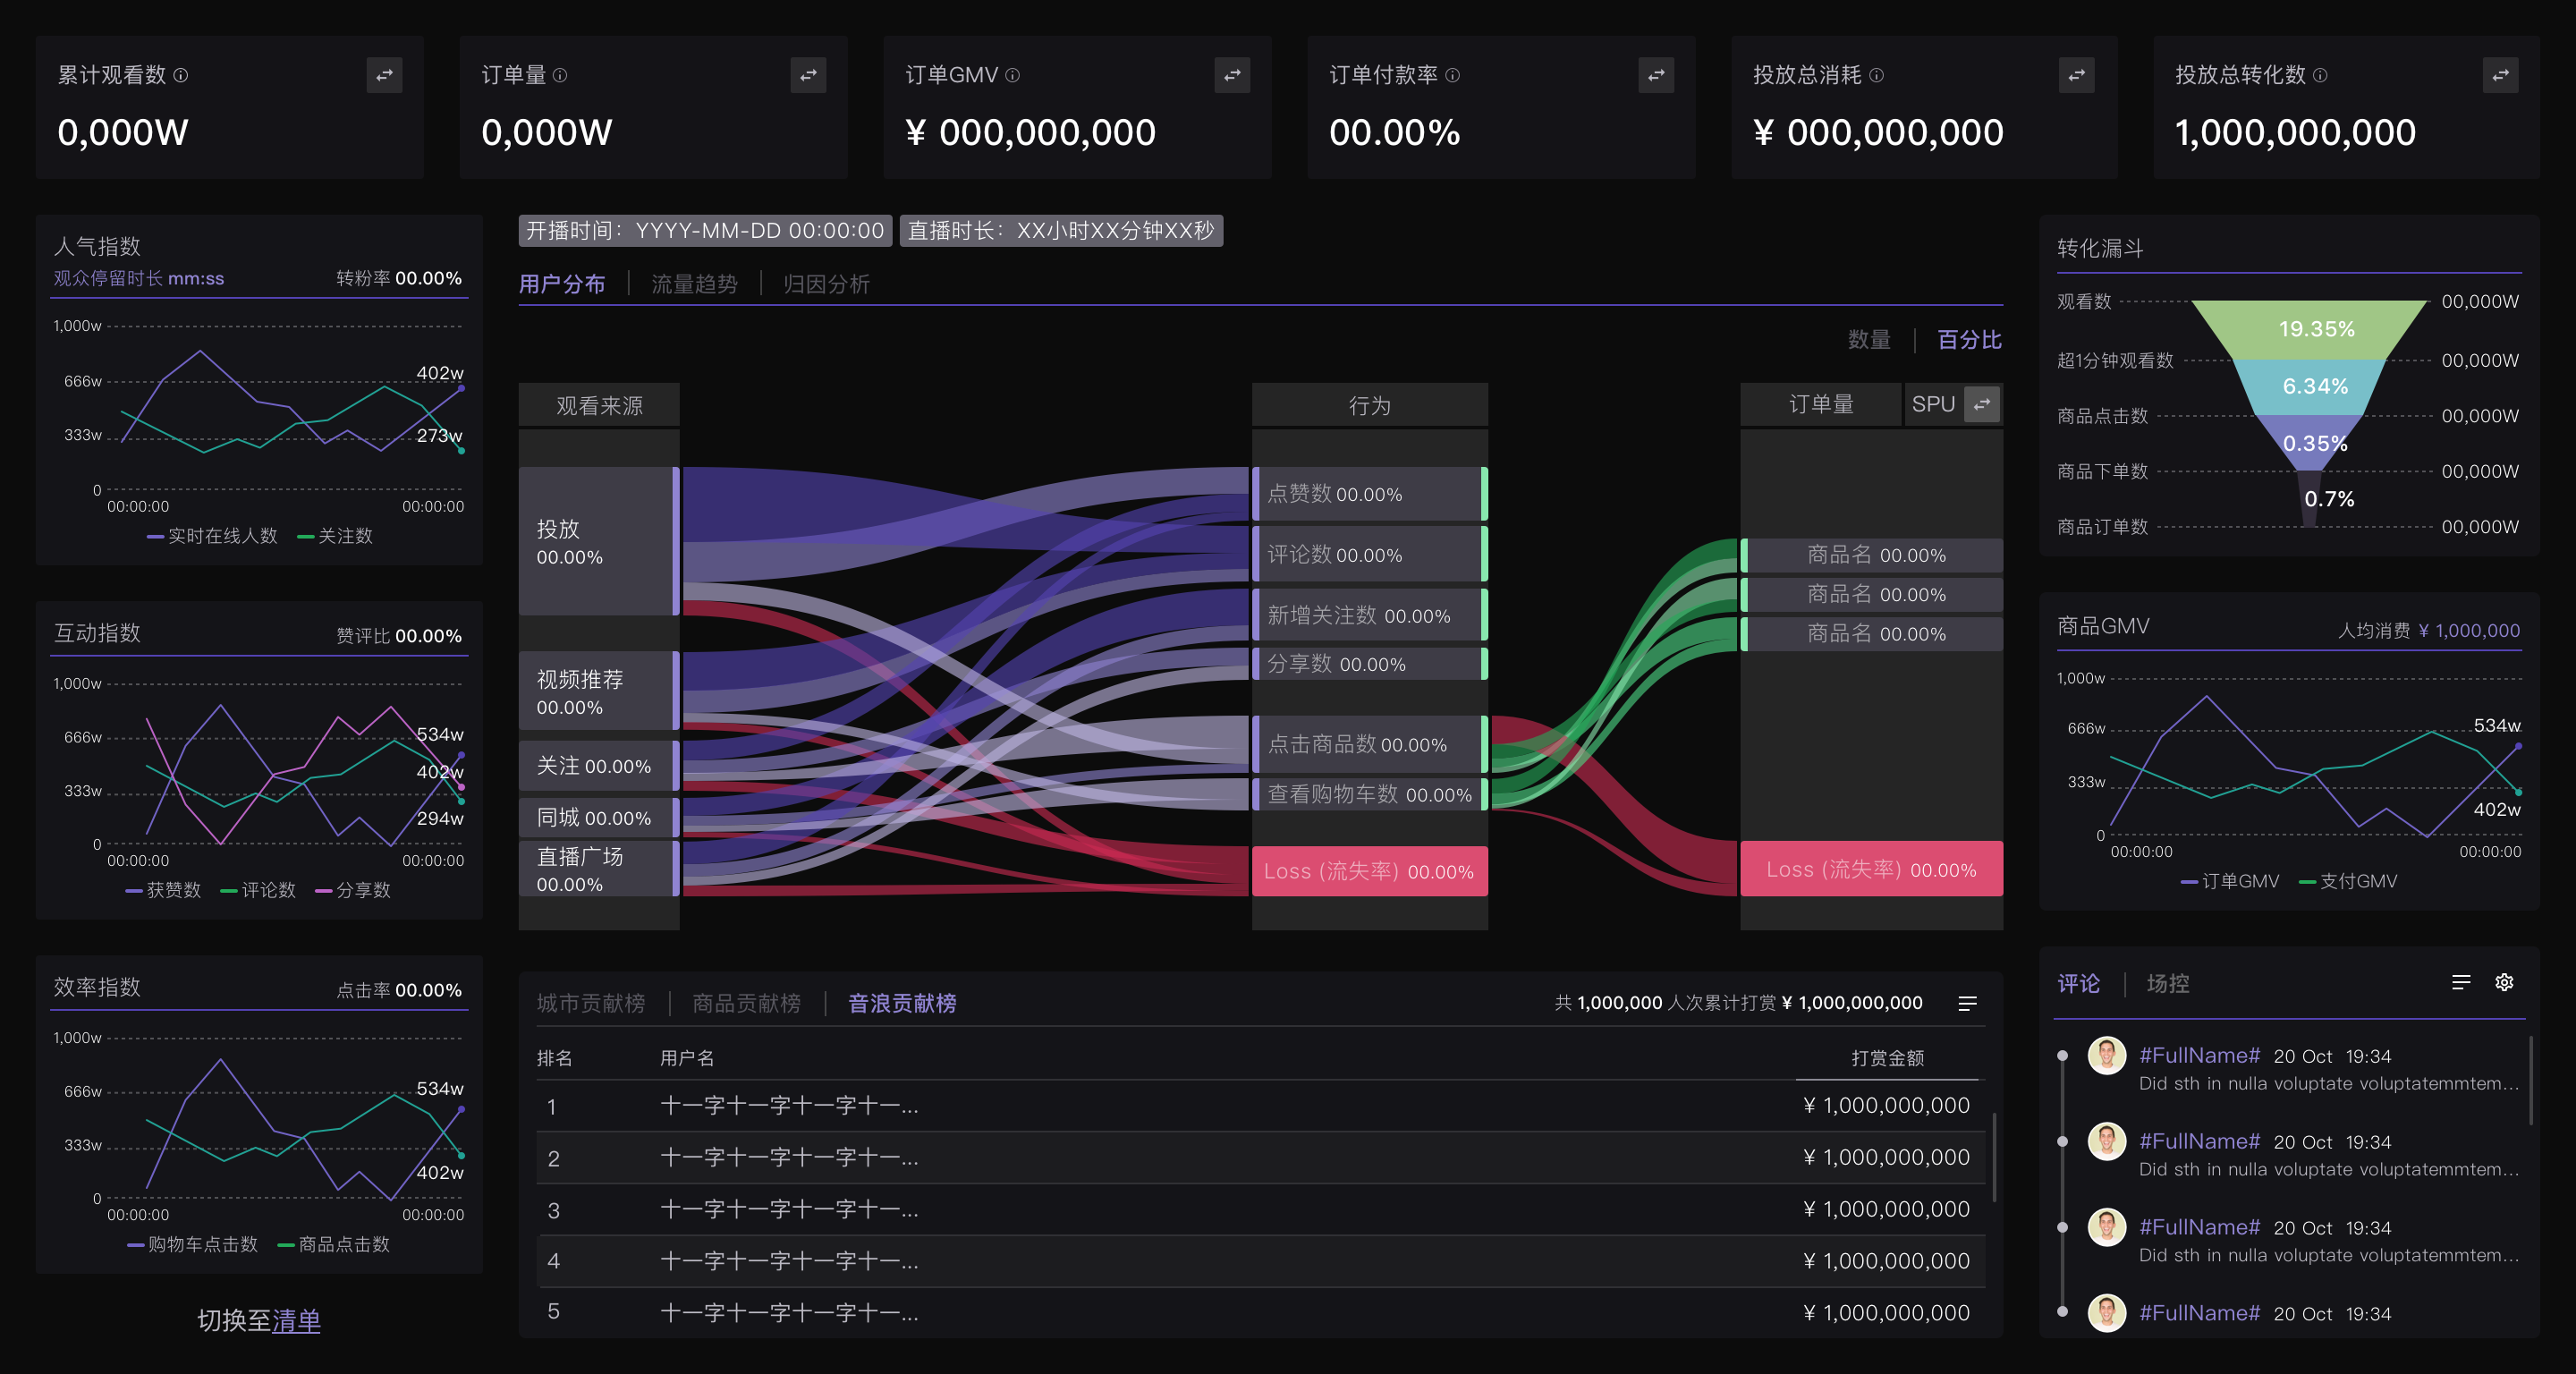 累计观看数
0,000W
订单量
0,000W
订单GMV
¥ 000,000,000
订单付款率
00.00%
投放总消耗
¥ 000,000,000
投放总转化数
1,000,000,000
人气指数
观众停留时长 mm:ss 转粉率 00.00%
1,000w
666w
333w
0
402w
273w
00:00:00 00:00:00
实时在线人数 关注数
互动指数 赞评比 00.00%
1,000w
666w
333w
0
534w
402w
294w
00:00:00 00:00:00
获赞数 评论数 分享数
效率指数 点击率 00.00%
1,000w
666w
333w
0
534w
402w
00:00:00 00:00:00
购物车点击数 商品点击数
切换至清单
开播时间：YYYY-MM-DD 00:00:00 直播时长：XX小时XX分钟XX秒
用户分布 流量趋势 归因分析
数量 百分比
观看来源
投放
00.00%
视频推荐
00.00%
关注 00.00%
同城 00.00%
直播广场
00.00%
行为
点赞数 00.00%
评论数 00.00%
新增关注数 00.00%
分享数 00.00%
点击商品数 00.00%
查看购物车数 00.00%
Loss (流失率) 00.00%
订单量 SPU
商品名 00.00%
商品名 00.00%
商品名 00.00%
Loss (流失率) 00.00%
城市贡献榜 商品贡献榜 音浪贡献榜 共 1,000,000 人次累计打赏 ¥ 1,000,000,000
排名 用户名 打赏金额
1 十一字十一字十一字十一... ¥ 1,000,000,000
2 十一字十一字十一字十一... ¥ 1,000,000,000
3 十一字十一字十一字十一... ¥ 1,000,000,000
4 十一字十一字十一字十一... ¥ 1,000,000,000
5 十一字十一字十一字十一... ¥ 1,000,000,000
转化漏斗
观看数 00,000W
19.35%
超1分钟观看数 00,000W
6.34%
商品点击数 00,000W
0.35%
商品下单数 00,000W
0.7%
商品订单数 00,000W
商品GMV 人均消费 ¥ 1,000,000
1,000w
666w
333w
0
534w
402w
00:00:00 00:00:00
订单GMV 支付GMV
评论 场控
#FullName# 20 Oct 19:34
Did sth in nulla voluptate voluptatemmtem...
#FullName# 20 Oct 19:34
Did sth in nulla voluptate voluptatemmtem...
#FullName# 20 Oct 19:34
Did sth in nulla voluptate voluptatemmtem...
#FullName# 20 Oct 19:34